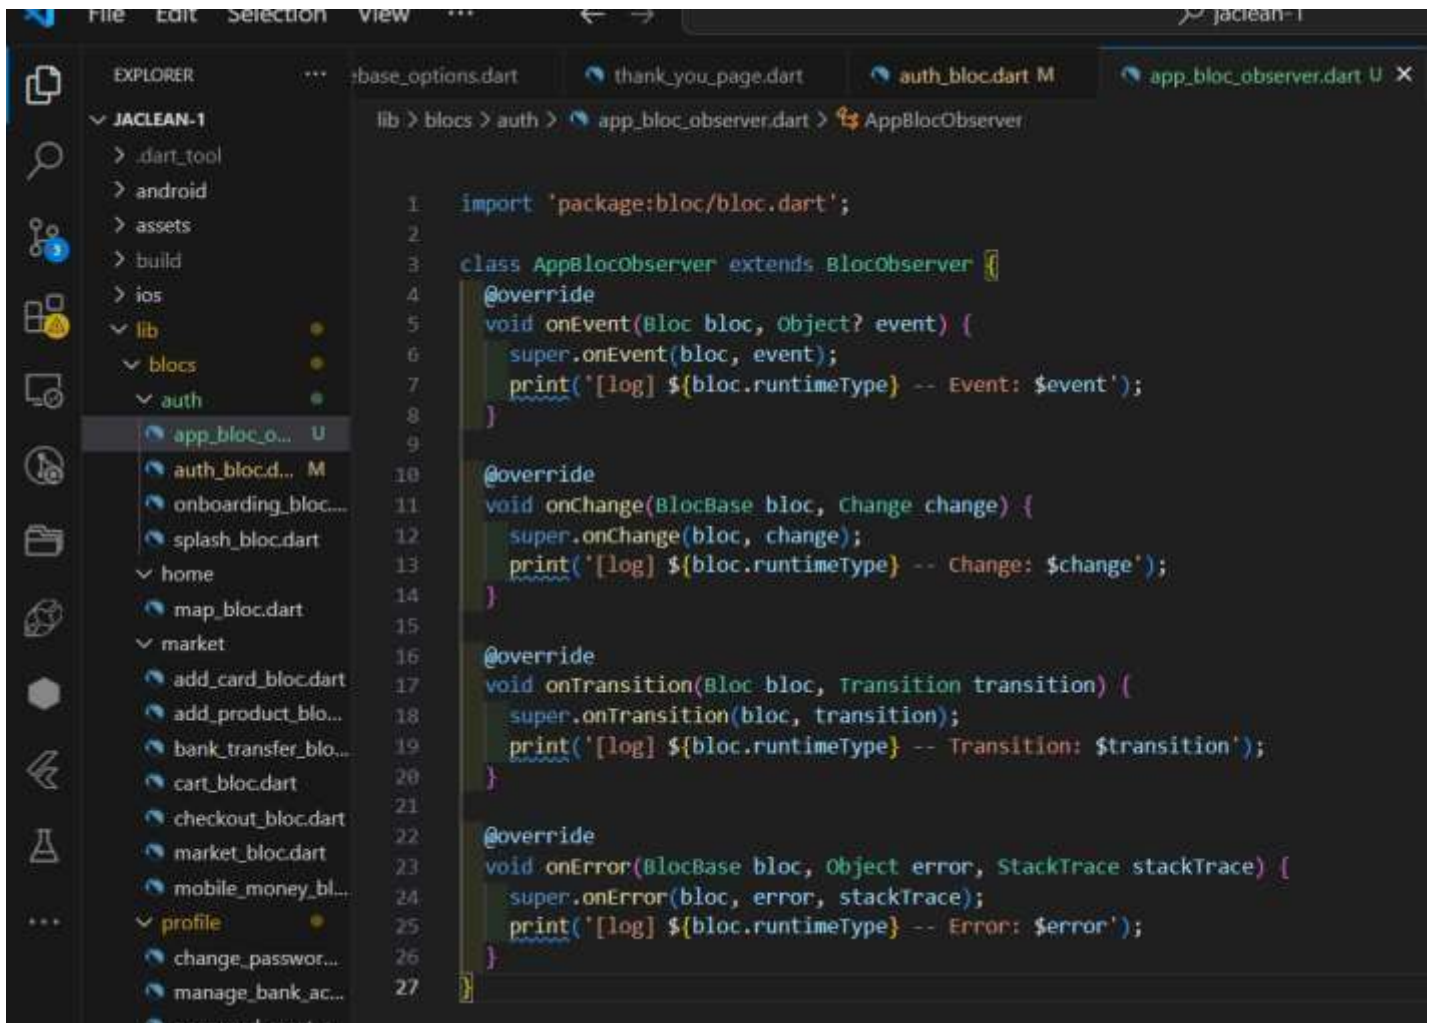 File Edit Selection View ... jaclean-1
EXPLORER ...
JACLEAN-1
.dart_tool
android
assets
build
ios
lib
blocs
auth
app_bloc_o... U
auth_bloc.d... M
onboarding_bloc....
splash_bloc.dart
home
map_bloc.dart
market
add_card_bloc.dart
add_product_blo...
bank_transfer_blo...
cart_bloc.dart
checkout_bloc.dart
market_bloc.dart
mobile_money_bl...
profile
change_passwor...
manage_bank_ac...
3
ebase_options.dart thank_you_page.dart auth_bloc.dart M app_bloc_observer.dart U ×
lib > blocs > auth > app_bloc_observer.dart > AppBlocObserver
1 import 'package:bloc/bloc.dart';
2
3 class AppBlocObserver extends BlocObserver {
4 @override
5 void onEvent(Bloc bloc, Object? event) {
6 super.onEvent(bloc, event);
7 print('[log] ${bloc.runtimeType} -- Event: $event');
8 }
9
10 @override
11 void onChange(BlocBase bloc, Change change) {
12 super.onChange(bloc, change);
13 print('[log] ${bloc.runtimeType} -- Change: $change');
14 }
15
16 @override
17 void onTransition(Bloc bloc, Transition transition) {
18 super.onTransition(bloc, transition);
19 print('[log] ${bloc.runtimeType} -- Transition: $transition');
20 }
21
22 @override
23 void onError(BlocBase bloc, Object error, StackTrace stackTrace) {
24 super.onError(bloc, error, stackTrace);
25 print('[log] ${bloc.runtimeType} -- Error: $error');
26 }
27 }